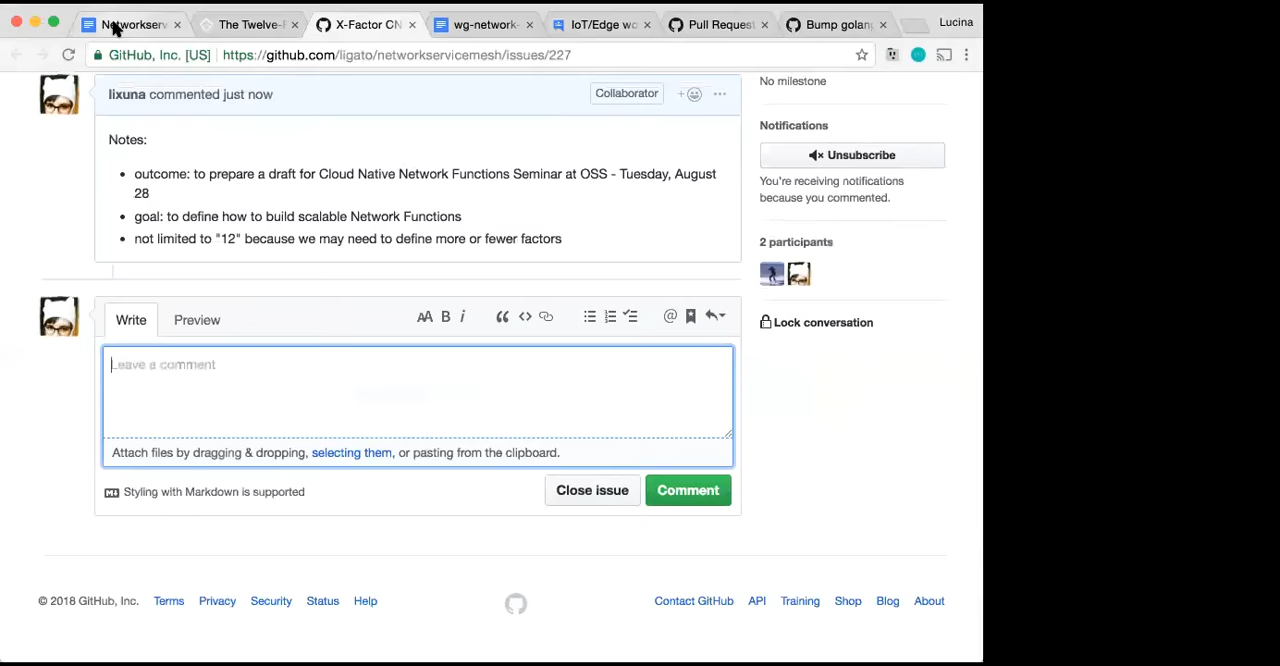 Networkserv
The Twelve-F
X-Factor CN
wg-network-
IoT/Edge wo
Pull Request
Bump golang
Lucina
GitHub, Inc. [US]
https://github.com/ligato/networkservicemesh/issues/227
lixuna commented just now
Collaborator
No milestone
Notes:
outcome: to prepare a draft for Cloud Native Network Functions Seminar at OSS - Tuesday, August
28
goal: to define how to build scalable Network Functions
not limited to "12" because we may need to define more or fewer factors
Notifications
Unsubscribe
You're receiving notifications
because you commented.
2 participants
Lock conversation
Write
Preview
Leave a comment
Attach files by dragging & dropping, selecting them, or pasting from the clipboard.
Styling with Markdown is supported
Close issue
Comment
© 2018 GitHub, Inc.
Terms
Privacy
Security
Status
Help
Contact GitHub
API
Training
Shop
Blog
About